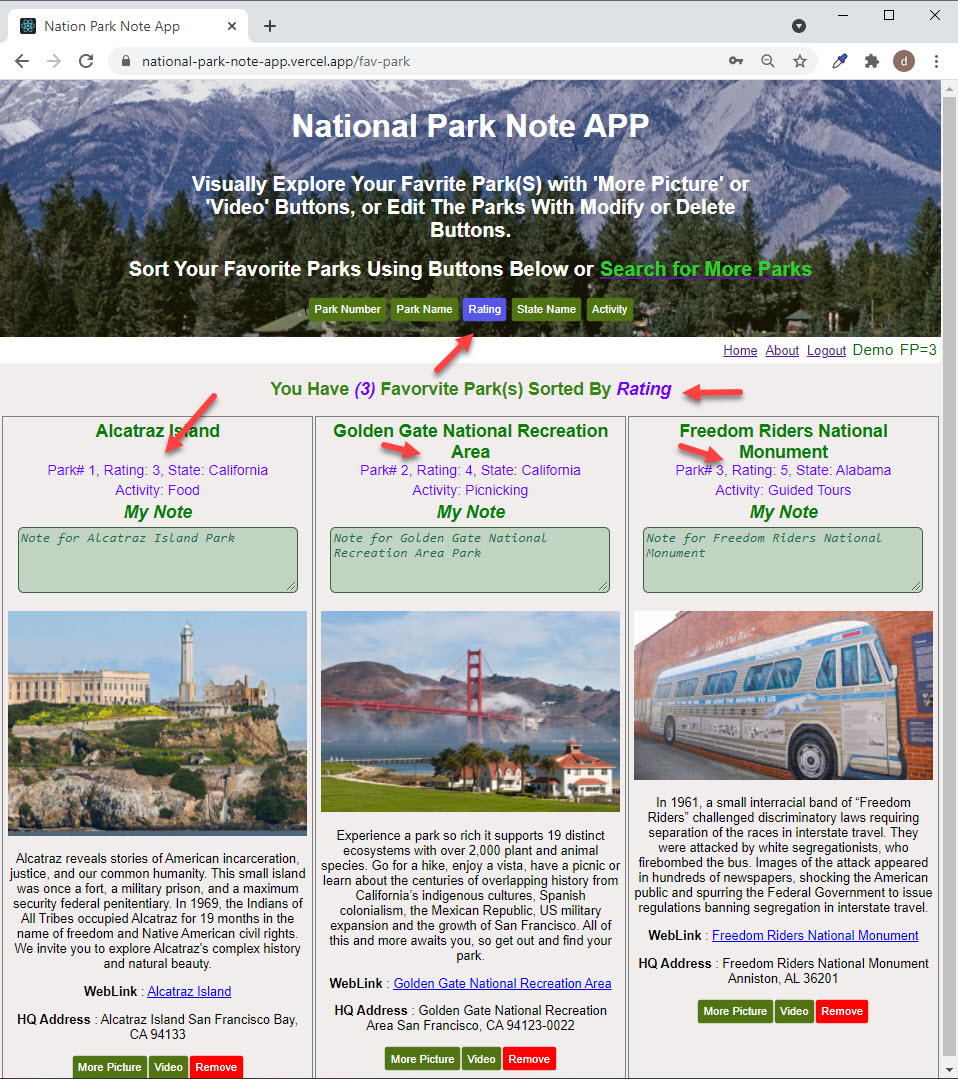 Nation Park Note App
national-park-note-app.vercel.app/fav-park
d
National Park Note APP
Visually Explore Your Favrite Park(S) with 'More Picture' or
'Video' Buttons, or Edit The Parks With Modify or Delete
Buttons.
Sort Your Favorite Parks Using Buttons Below or Search for More Parks
Park Number Park Name Rating State Name Activity
Home About Logout Demo FP=3
You Have (3) Favorvite Park(s) Sorted By Rating
Alcatraz Island
Park# 1, Rating: 3, State: California
Activity: Food
My Note
Note for Alcatraz Island Park
Alcatraz reveals stories of American incarceration,
justice, and our common humanity. This small island
was once a fort, a military prison, and a maximum
security federal penitentiary. In 1969, the Indians of
All Tribes occupied Alcatraz for 19 months in the
name of freedom and Native American civil rights.
We invite you to explore Alcatraz’s complex history
and natural beauty.
WebLink : Alcatraz Island
HQ Address : Alcatraz Island San Francisco Bay,
CA 94133
More Picture Video Remove
Golden Gate National Recreation
Area
Park# 2, Rating: 4, State: California
Activity: Picnicking
My Note
Note for Golden Gate National
Recreation Area Park
Experience a park so rich it supports 19 distinct
ecosystems with over 2,000 plant and animal
species. Go for a hike, enjoy a vista, have a picnic or
learn about the centuries of overlapping history from
California’s indigenous cultures, Spanish
colonialism, the Mexican Republic, US military
expansion and the growth of San Francisco. All of
this and more awaits you, so get out and find your
park.
WebLink : Golden Gate National Recreation Area
HQ Address : Golden Gate National Recreation
Area San Francisco, CA 94123-0022
More Picture Video Remove
Freedom Riders National
Monument
Park# 3, Rating: 5, State: Alabama
Activity: Guided Tours
My Note
Note for Freedom Riders National
Monument
In 1961, a small interracial band of “Freedom
Riders” challenged discriminatory laws requiring
separation of the races in interstate travel. They
were attacked by white segregationists, who
firebombed the bus. Images of the attack appeared
in hundreds of newspapers, shocking the American
public and spurring the Federal Government to issue
regulations banning segregation in interstate travel.
WebLink : Freedom Riders National Monument
HQ Address : Freedom Riders National Monument
Anniston, AL 36201
More Picture Video Remove